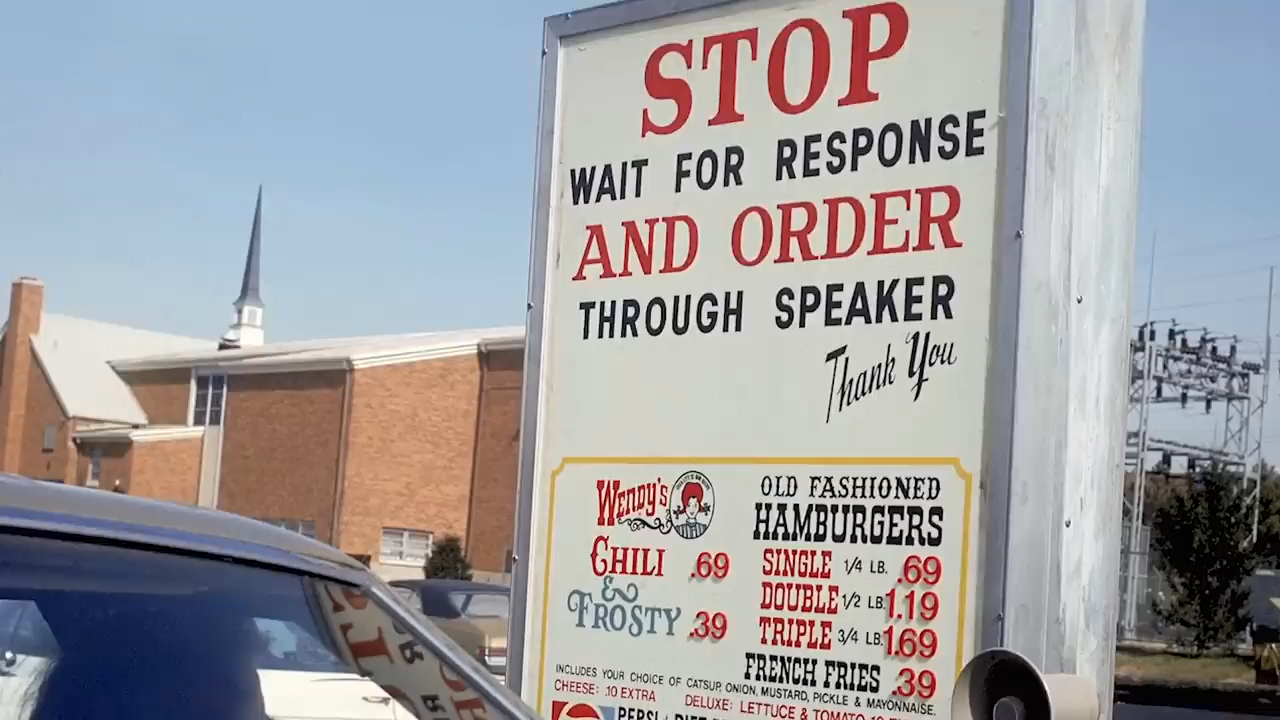 STOP
WAIT FOR RESPONSE
AND ORDER
THROUGH SPEAKER
Thank You
WENDY'S
CHILI .69
&
FROSTY .39
OLD FASHIONED
HAMBURGERS
SINGLE 1/4 LB. .69
DOUBLE 1/2 LB. 1.19
TRIPLE 3/4 LB. 1.69
FRENCH FRIES .39
INCLUDES YOUR CHOICE OF CATSUP, ONION, MUSTARD, PICKLE & MAYONNAISE.
CHEESE: .10 EXTRA DELUXE: LETTUCE & TOMATO .10
PEPSI